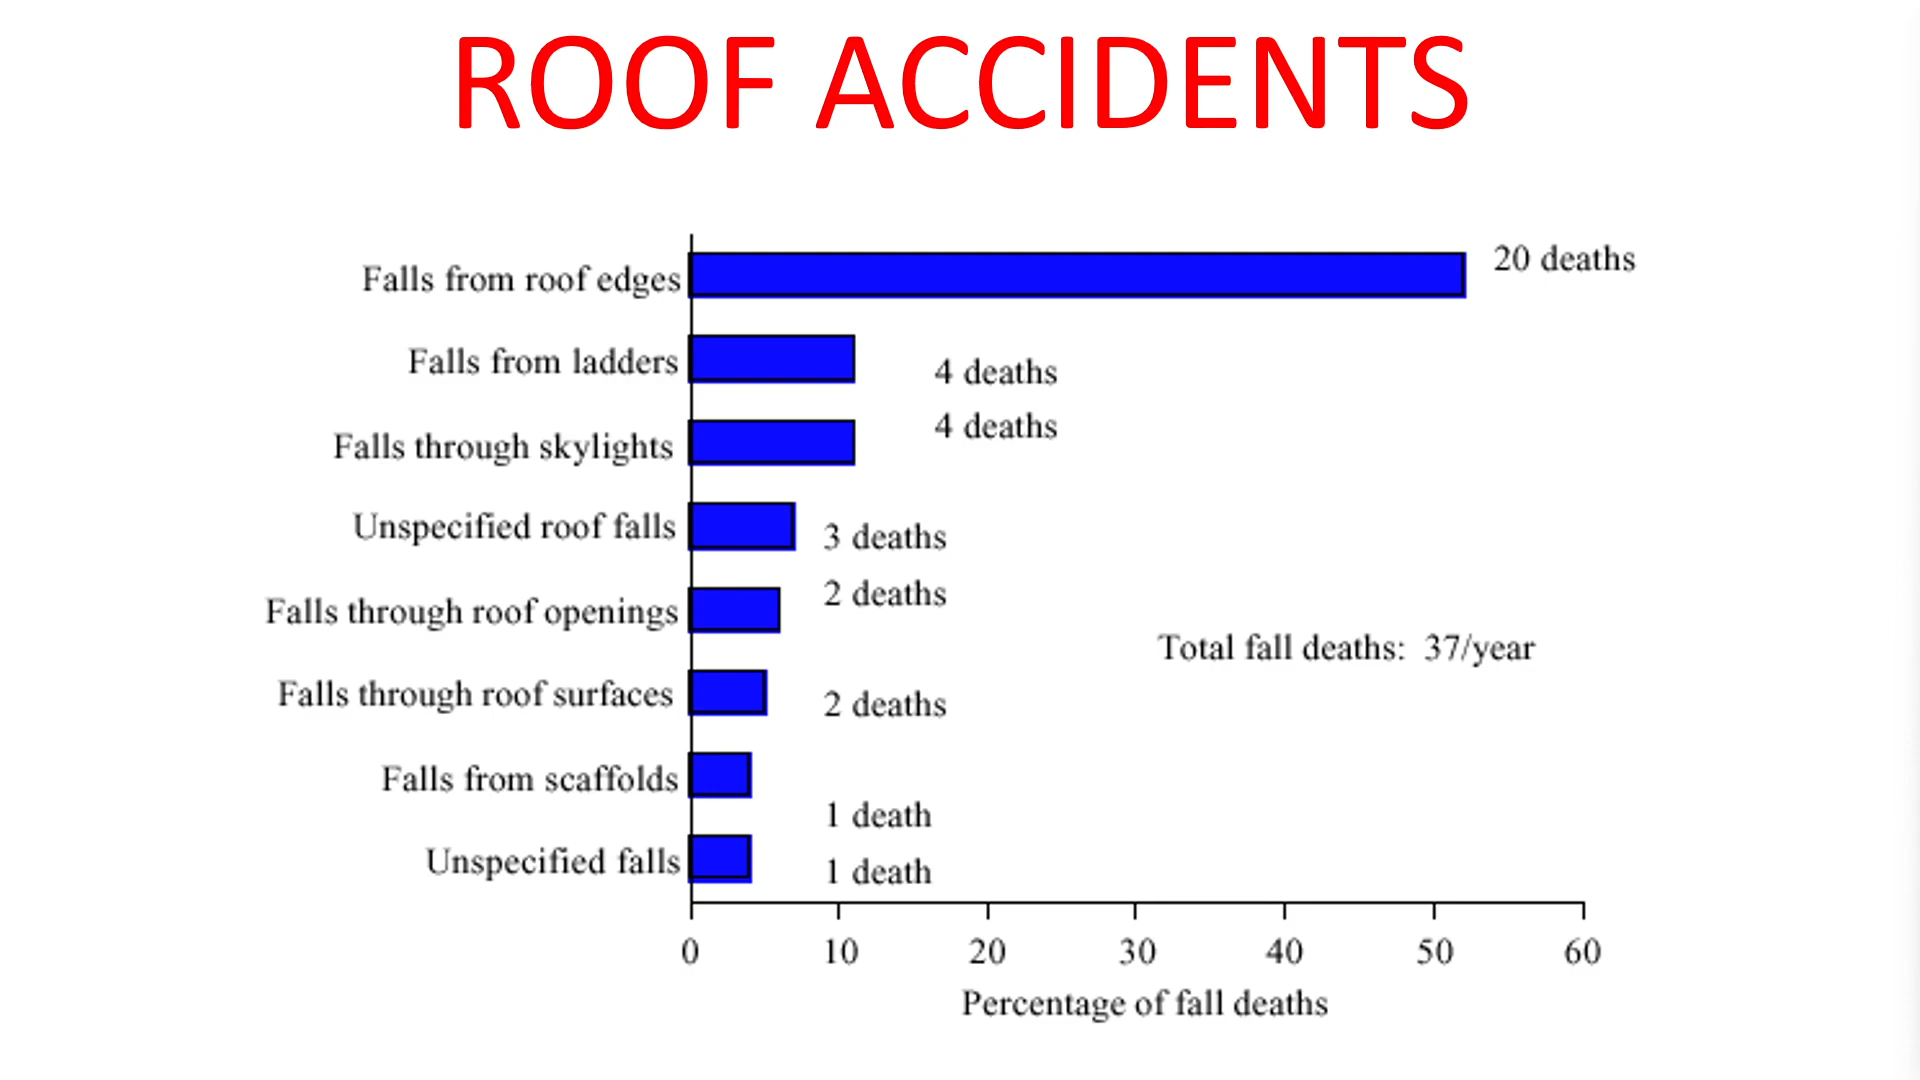 ROOF ACCIDENTS
Falls from roof edges
20 deaths
Falls from ladders
4 deaths
Falls through skylights
4 deaths
Unspecified roof falls
3 deaths
Falls through roof openings
2 deaths
Total fall deaths: 37/year
Falls through roof surfaces
2 deaths
Falls from scaffolds
1 death
Unspecified falls
1 death
0 10 20 30 40 50 60
Percentage of fall deaths